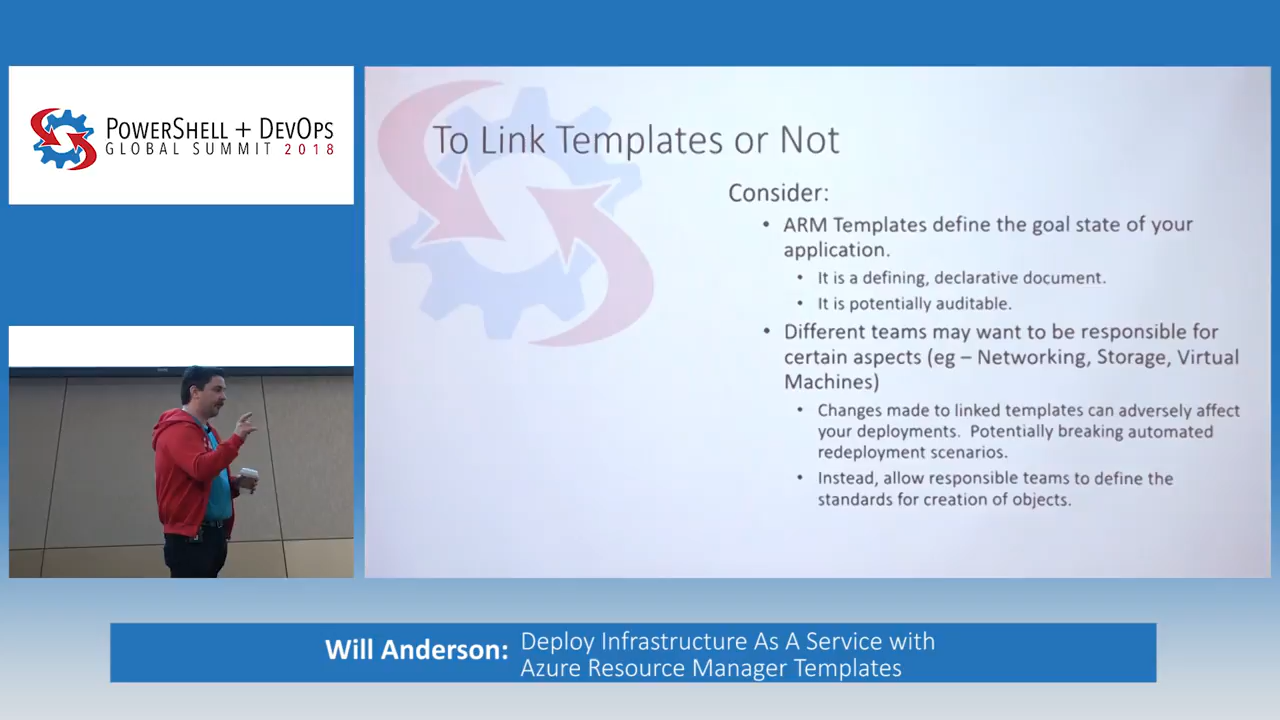 POWERSHELL + DEVOPS
GLOBAL SUMMIT 2018
To Link Templates or Not
Consider:
• ARM Templates define the goal state of your
application.
• It is a defining, declarative document.
• It is potentially auditable.
• Different teams may want to be responsible for
certain aspects (eg – Networking, Storage, Virtual
Machines)
• Changes made to linked templates can adversely affect
your deployments. Potentially breaking automated
redeployment scenarios.
• Instead, allow responsible teams to define the
standards for creation of objects.
Will Anderson: Deploy Infrastructure As A Service with
Azure Resource Manager Templates